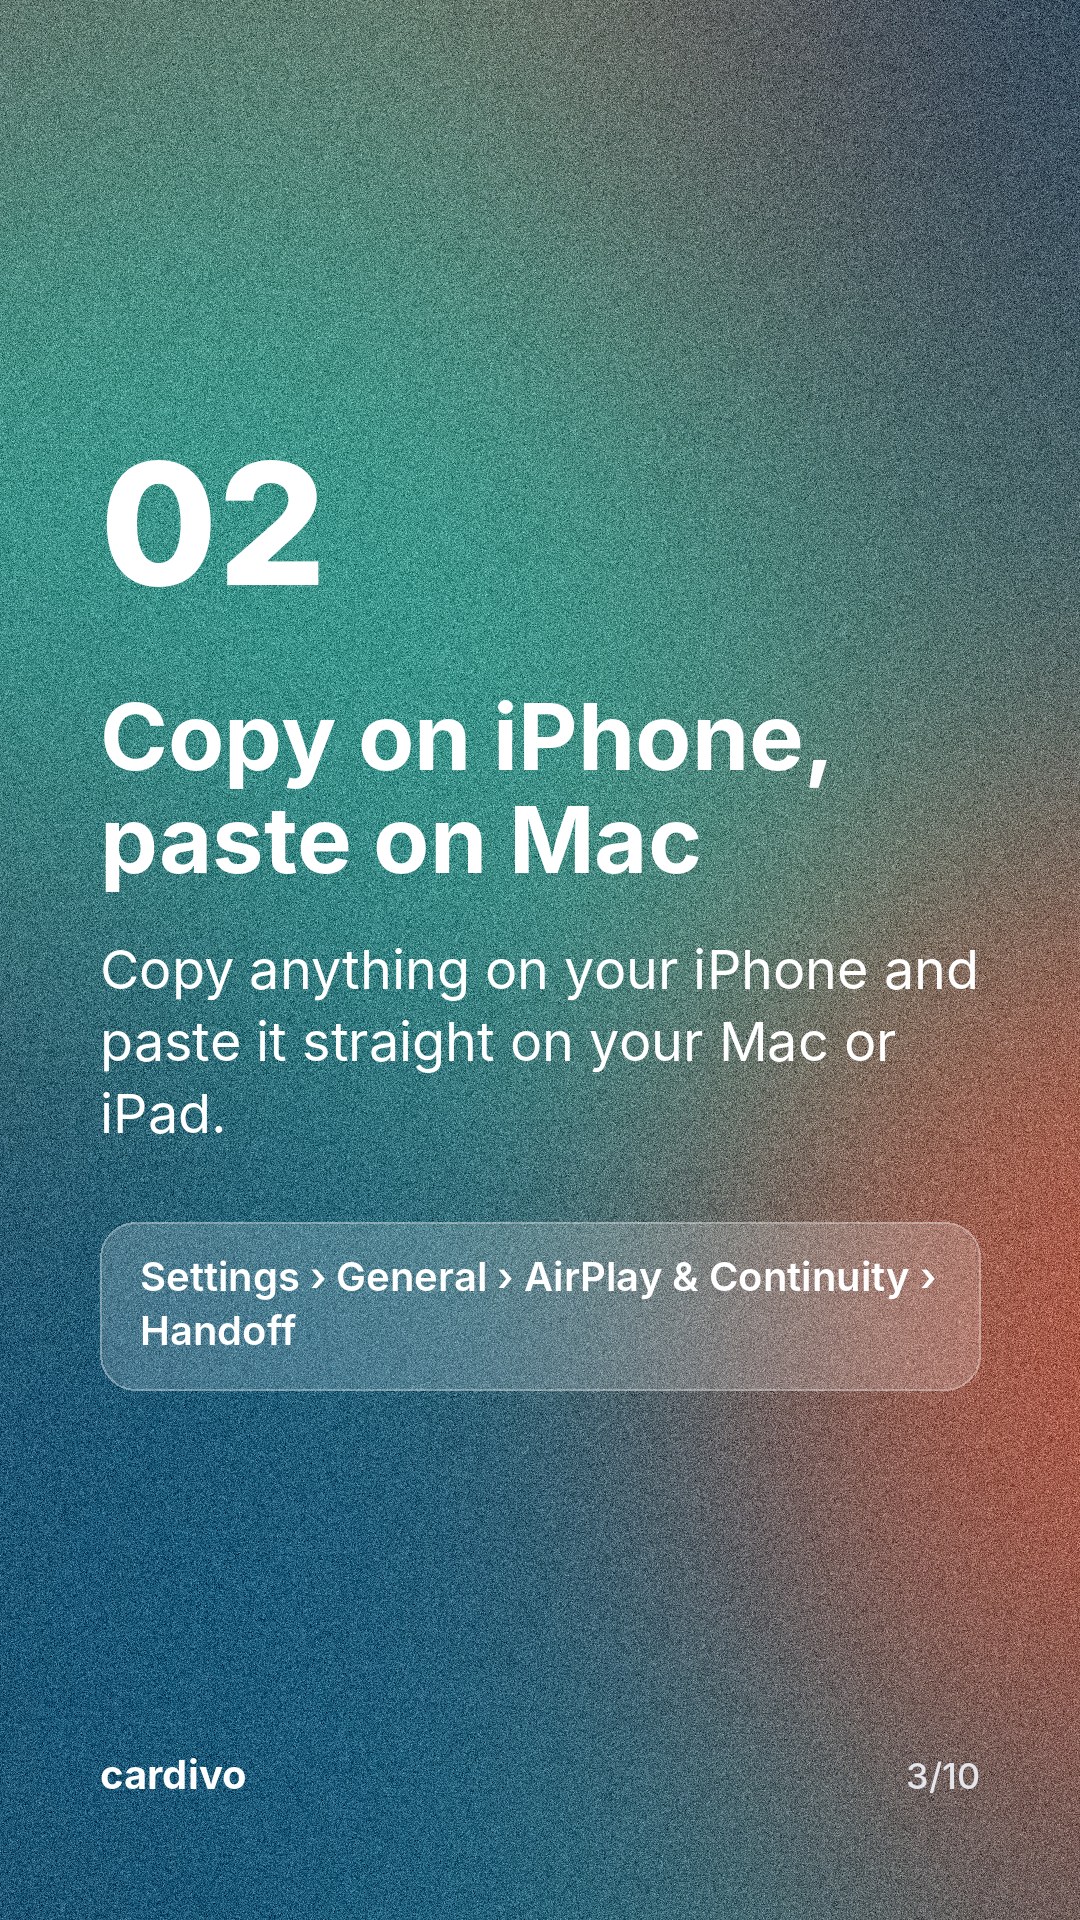 02
Copy on iPhone,
paste on Mac
Copy anything on your iPhone and
paste it straight on your Mac or
iPad.
Settings › General › AirPlay & Continuity ›
Handoff
cardivo
3/10